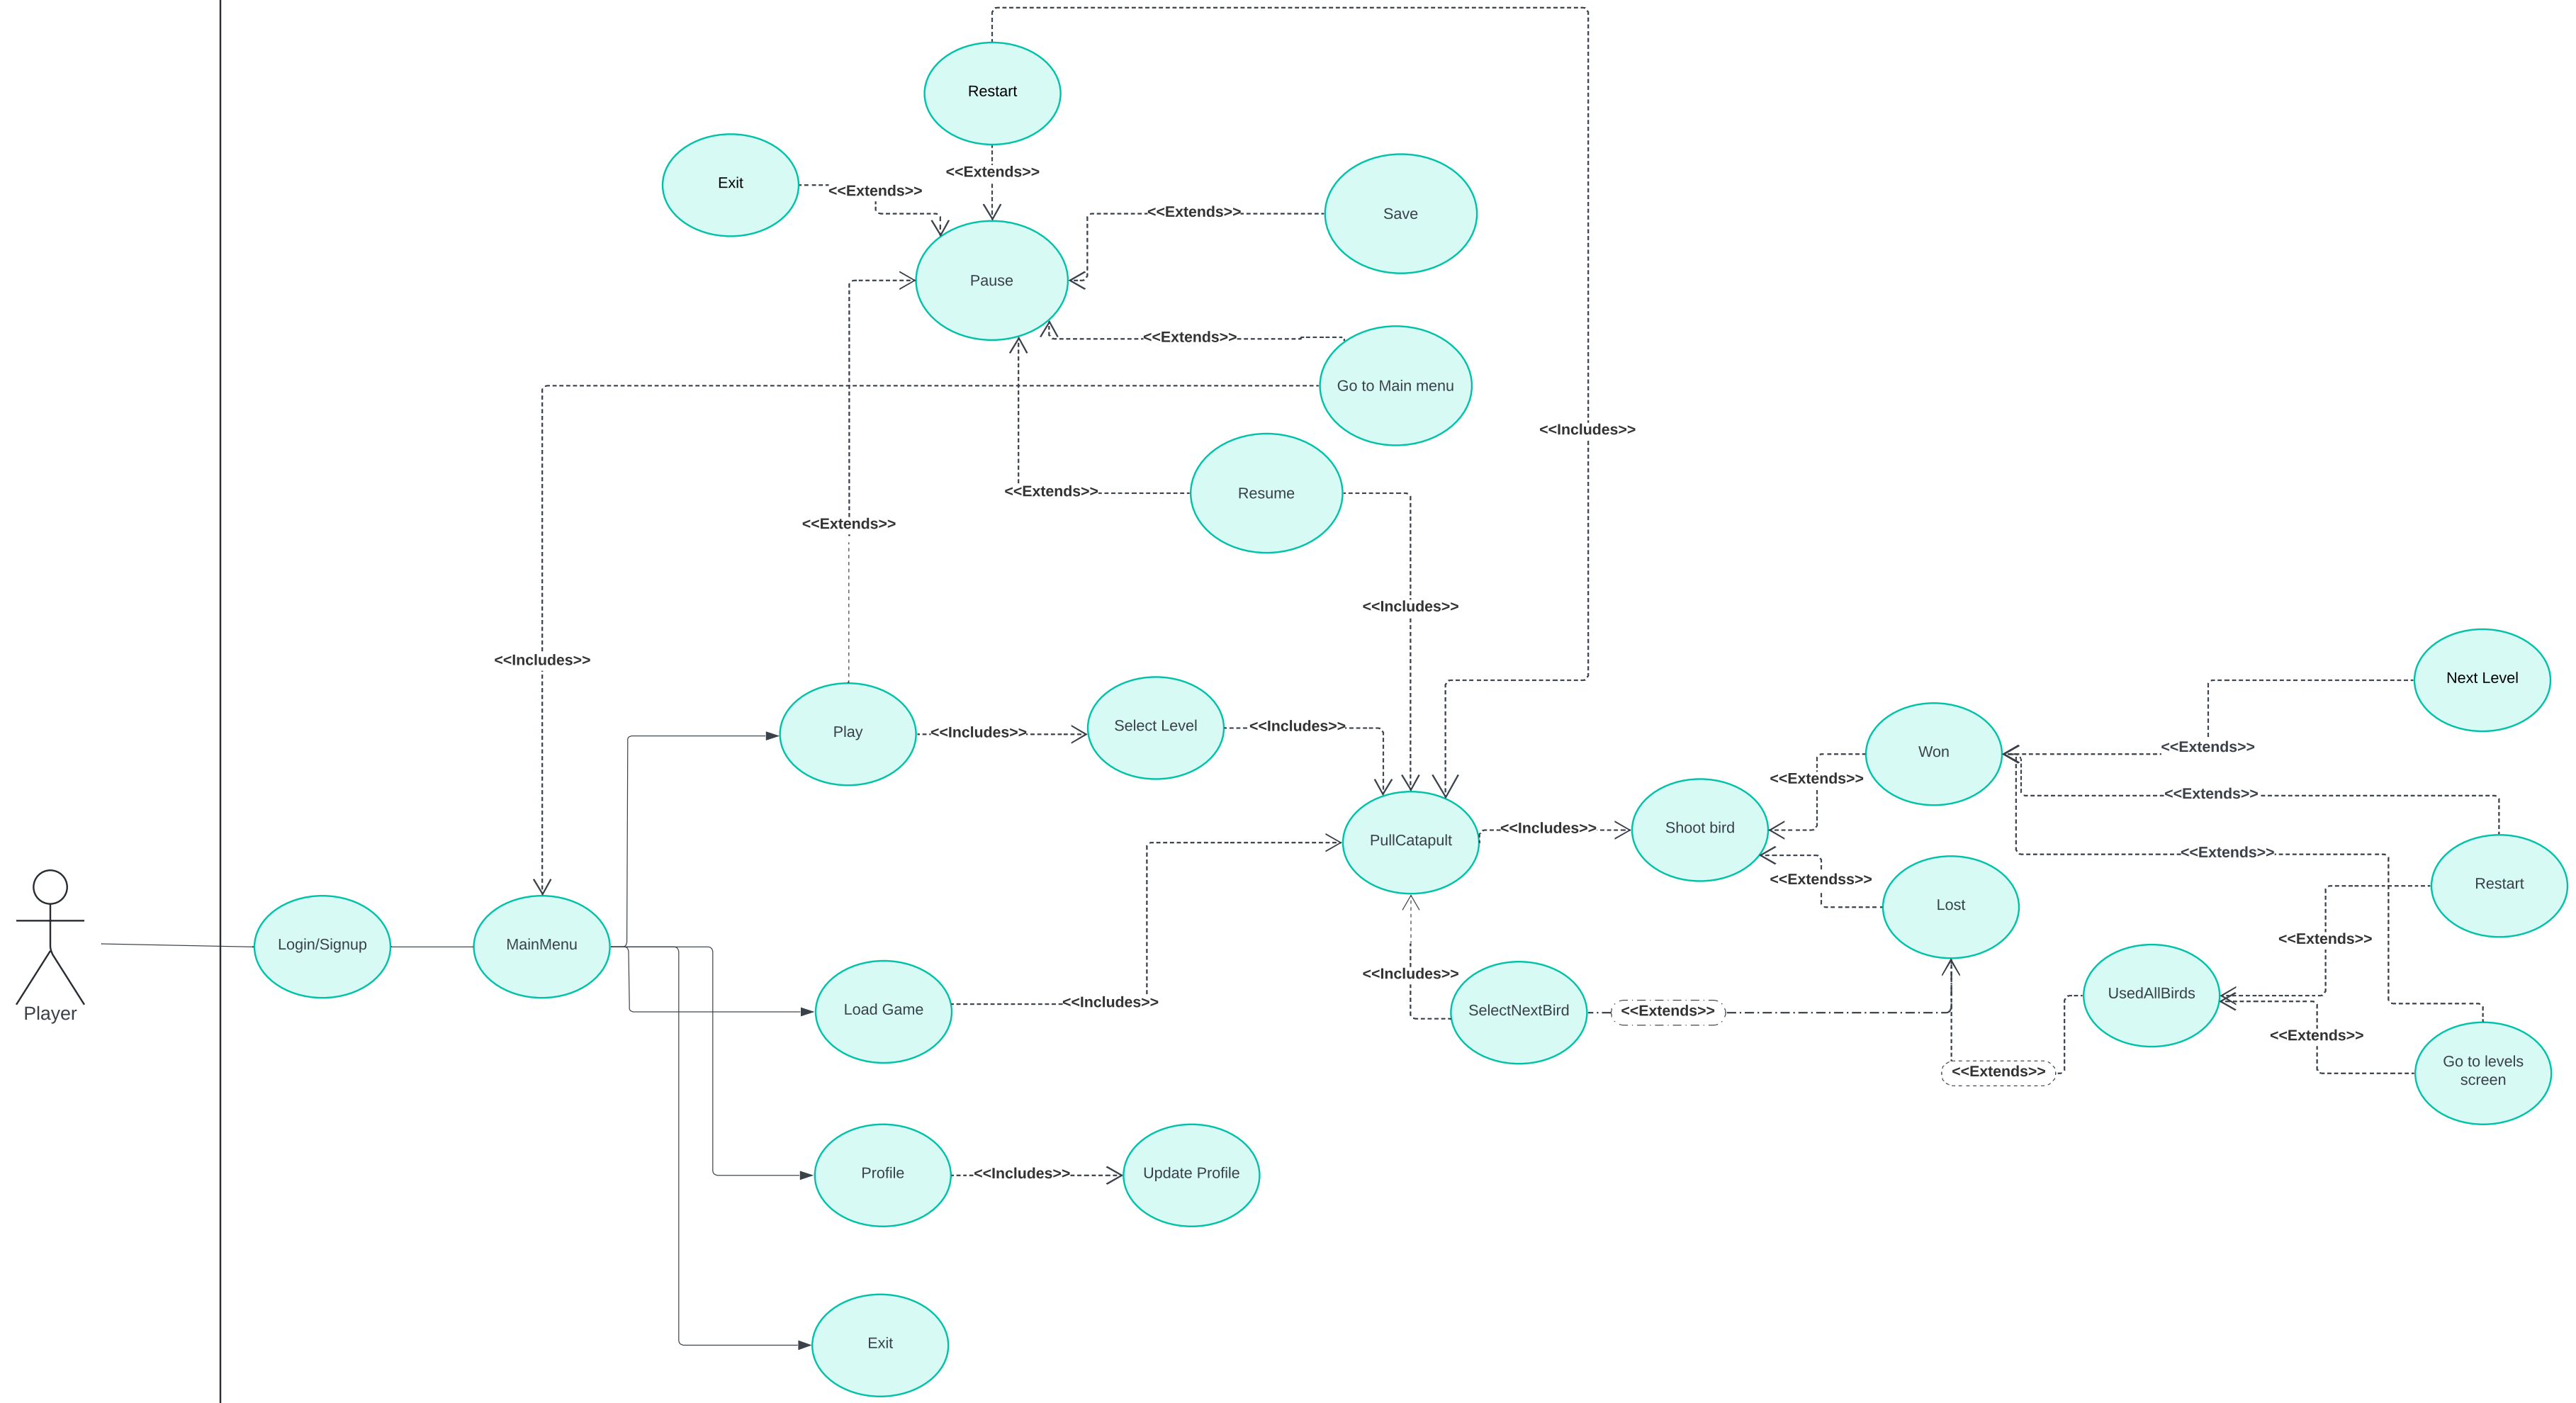 Restart
<<Extends>>
Exit
<<Extends>>
Save
<<Extends>>
Pause
<<Extends>>
Go to Main menu
<<Includes>>
Resume
<<Extends>>
<<Extends>>
<<Includes>>
<<Includes>>
Next Level
Play
<<Includes>>
Select Level
<<Includes>>
Won
<<Extends>>
<<Extends>>
<<Extends>>
PullCatapult
<<Includes>>
Shoot bird
<<Extends>>
<<Extendss>>
Restart
Lost
<<Extends>>
Player
Login/Signup
MainMenu
<<Includes>>
UsedAllBirds
Load Game
<<Includes>>
SelectNextBird
<<Extends>>
<<Extends>>
<<Extends>>
Go to levels
screen
Profile
<<Includes>>
Update Profile
Exit